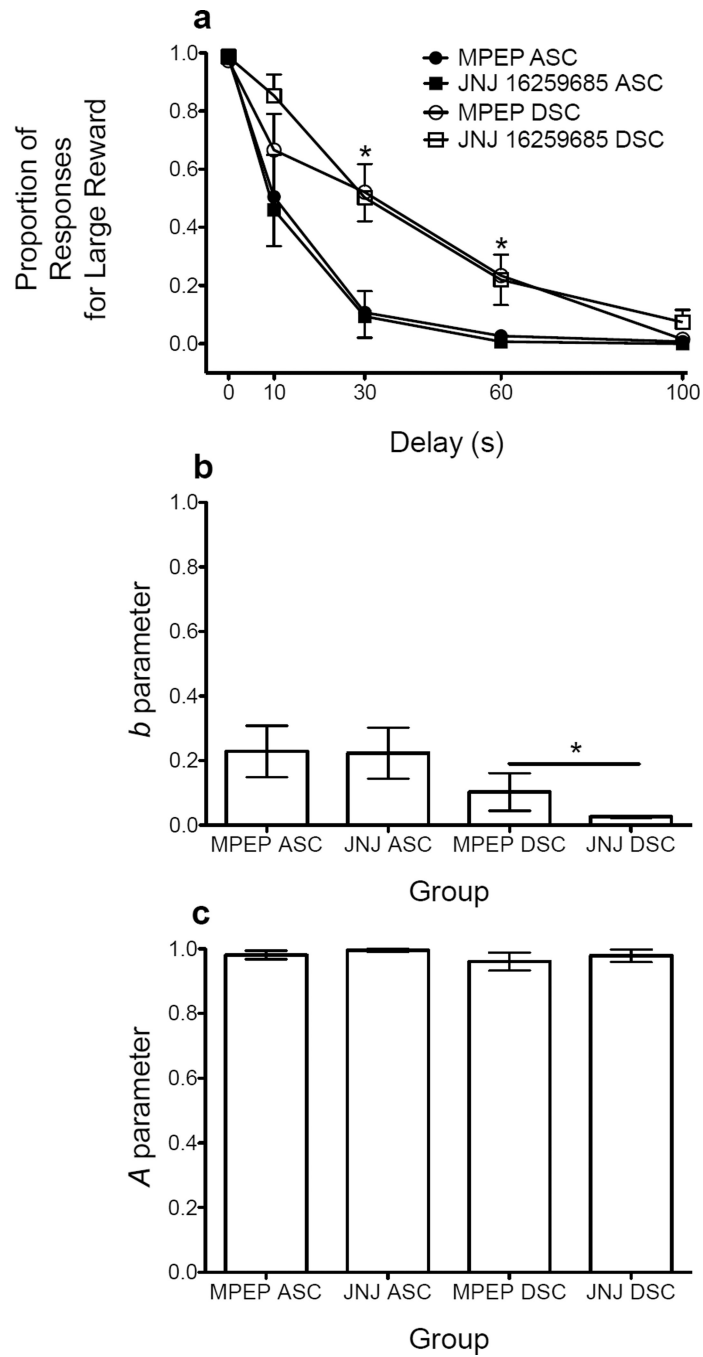 a
Proportion of
Responses
for Large Reward
1.0
0.8
0.6
0.4
0.2
0.0
MPEP ASC
JNJ 16259685 ASC
MPEP DSC
JNJ 16259685 DSC
*
*
0 10 30 60 100
Delay (s)
b
b parameter
1.0
0.8
0.6
0.4
0.2
0.0
*
MPEP ASC JNJ ASC MPEP DSC JNJ DSC
Group
c
A parameter
1.0
0.8
0.6
0.4
0.2
0.0
MPEP ASC JNJ ASC MPEP DSC JNJ DSC
Group